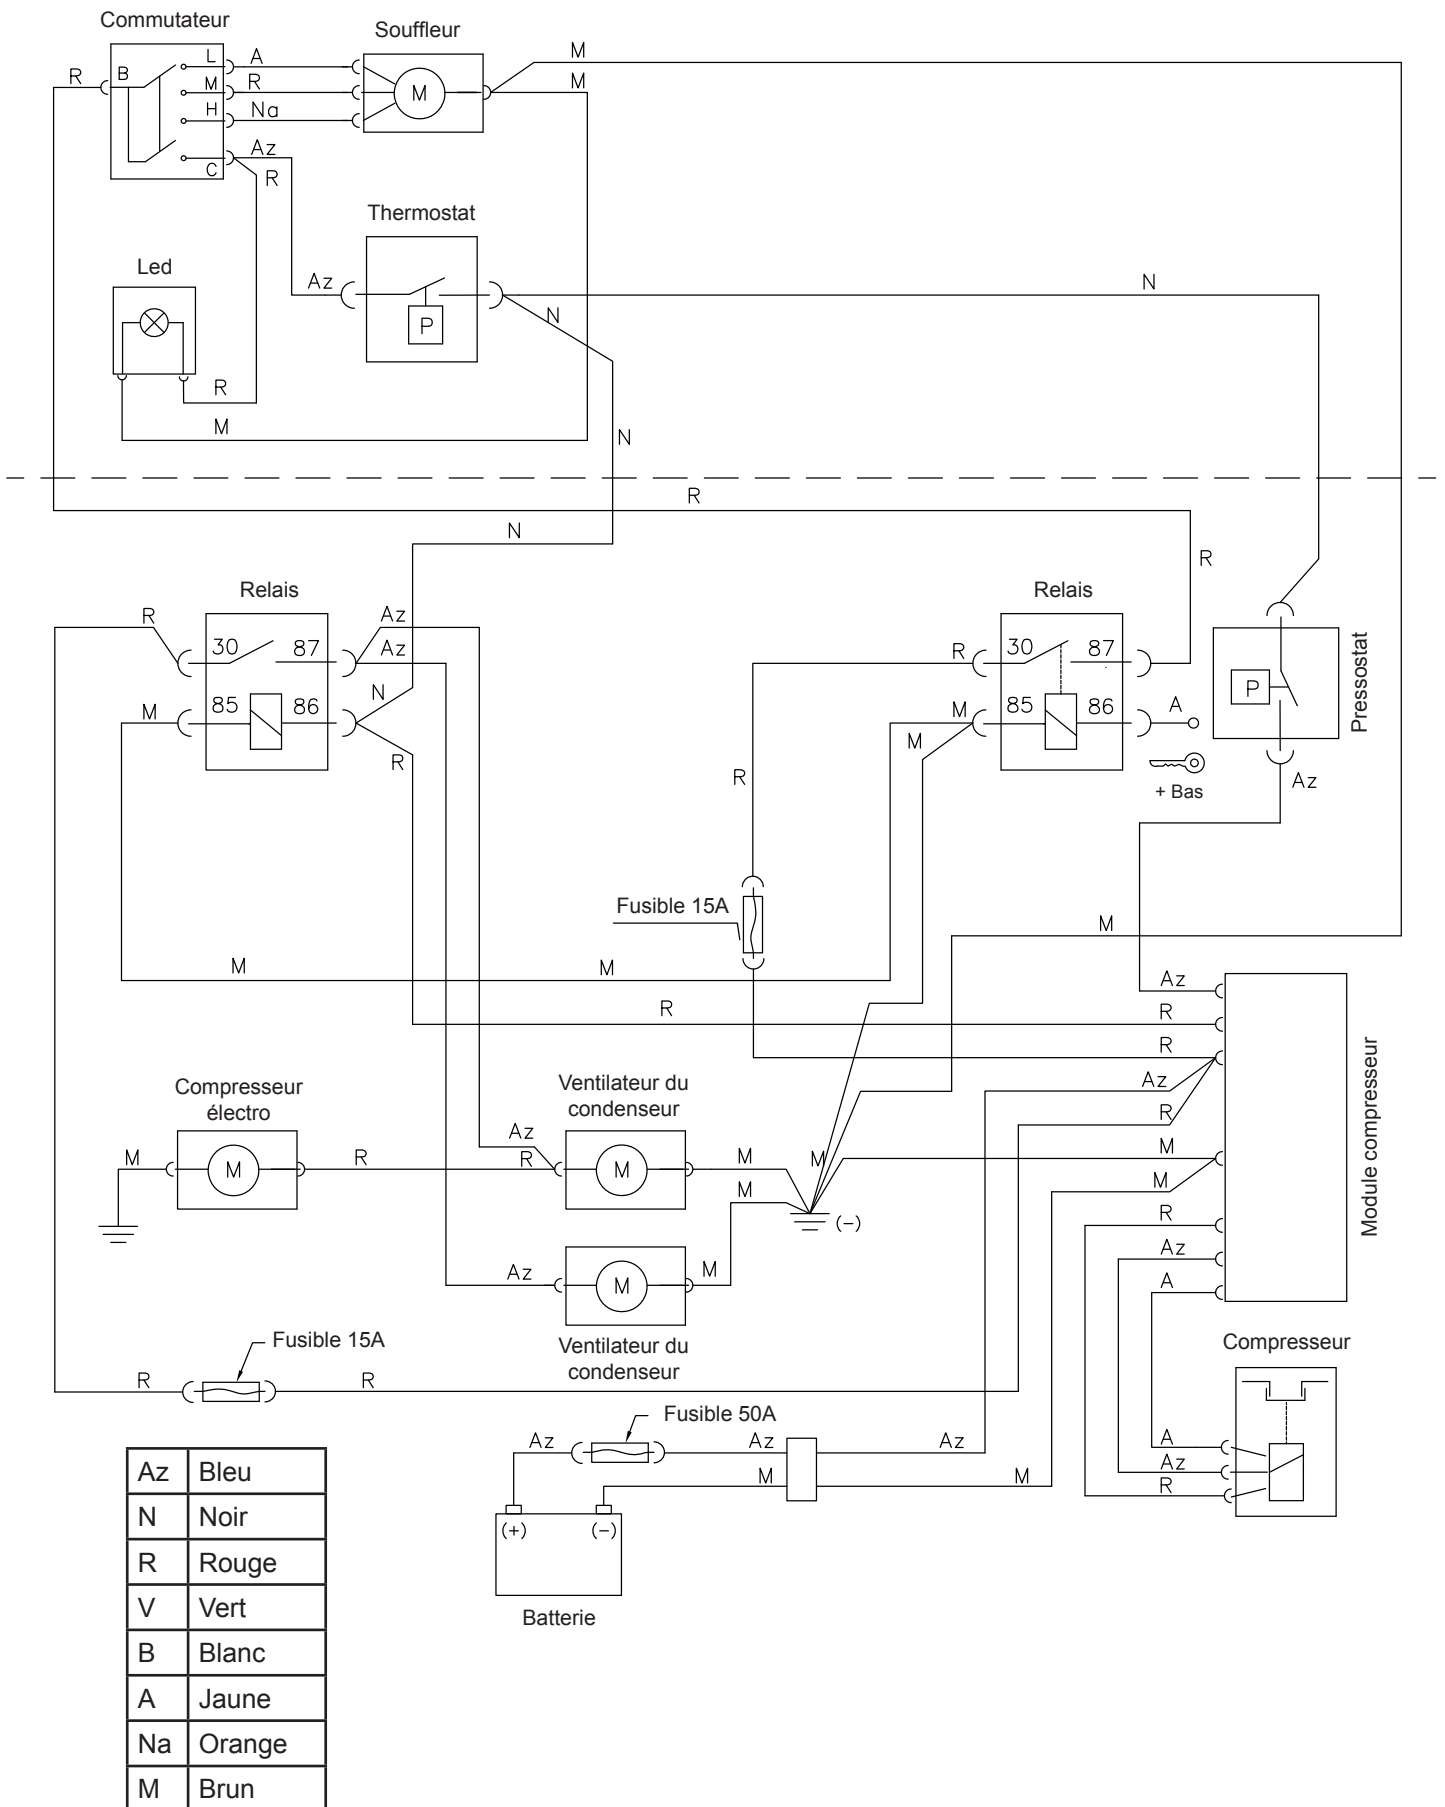 Commutateur
Souffleur
M
R
B
L
A
M
R
M
M
H
Na
Az
C
R
Thermostat
Led
Az
N
N
P
R
M
N
R
N
R
Relais
Relais
R
Az
30
87
Az
R
30
87
Pressostat
P
N
M
85
86
M
85
86
A
M
R
R
+ Bas
Az
Fusible 15A
M
M
M
Az
R
R
R
Az
R
M
M
R
Az
A
Module compresseur
Compresseur
électro
Ventilateur du
condenseur
Az
M
M
R
R
M
M
M
M
(-)
Az
M
M
Ventilateur du
condenseur
Fusible 15A
R
R
Compresseur
Fusible 50A
Az
Az
Az
A
M
M
Az
R
(+)
(-)
Batterie
Az Bleu
N Noir
R Rouge
V Vert
B Blanc
A Jaune
Na Orange
M Brun